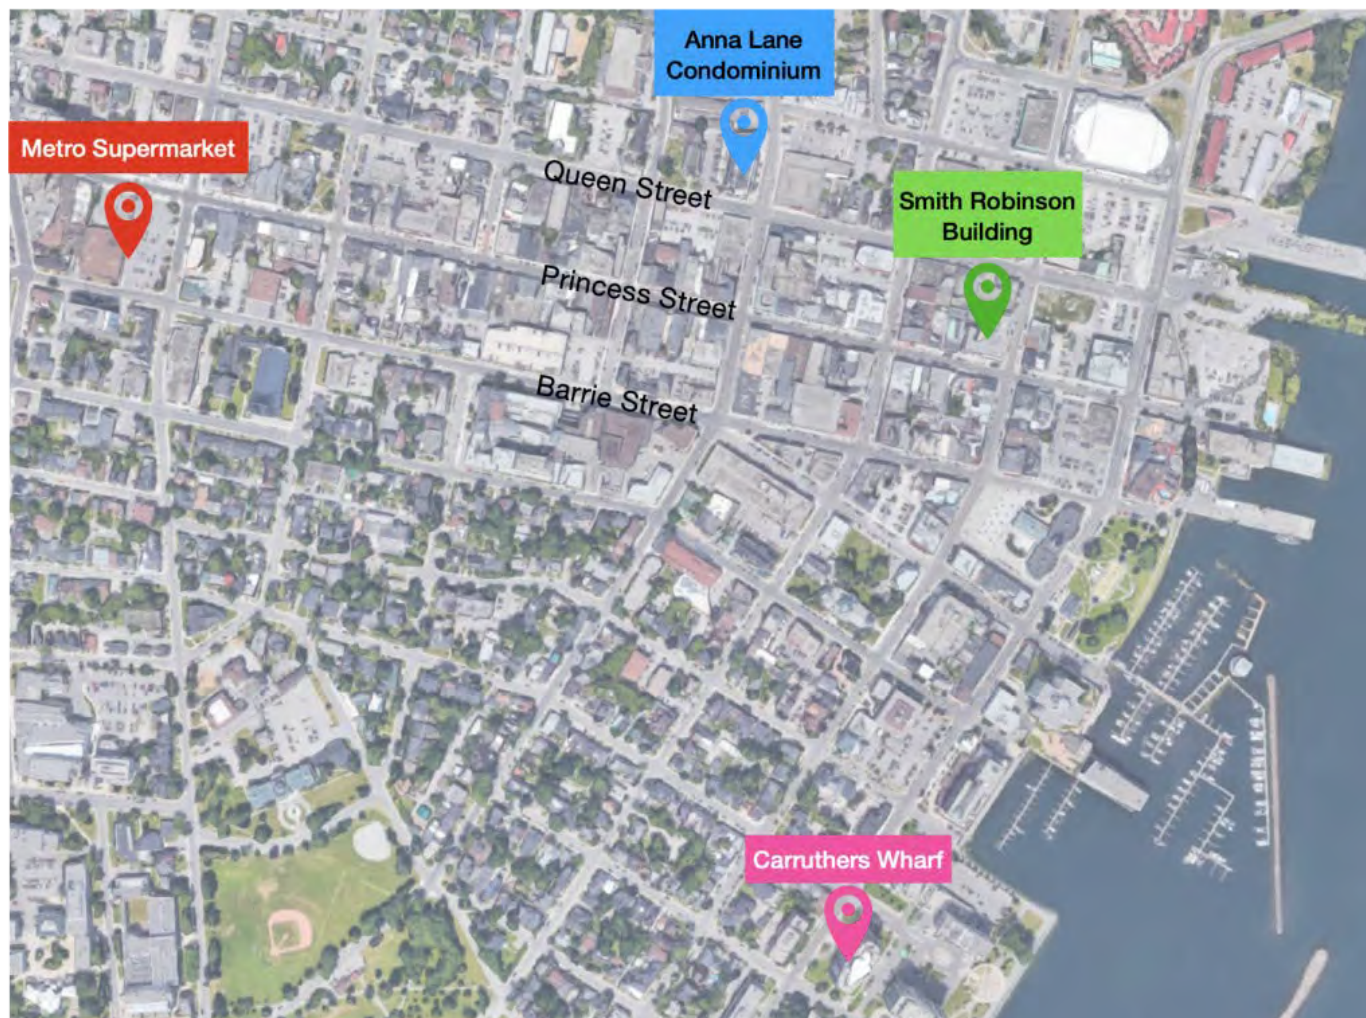 Anna Lane
Condominium
Metro Supermarket
Queen Street
Smith Robinson
Building
Princess Street
Barrie Street
Carruthers Wharf